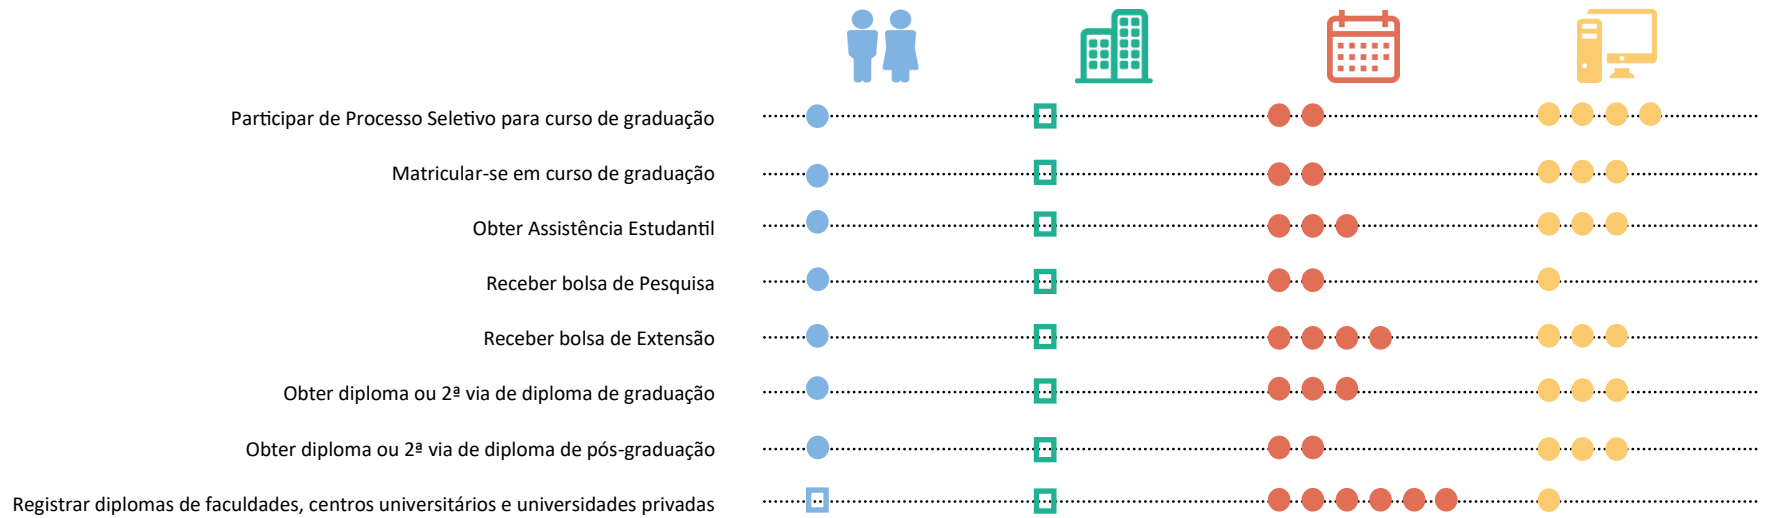 Participar de Processo Seletivo para curso de graduação
Matricular-se em curso de graduação
Obter Assistência Estudantil
Receber bolsa de Pesquisa
Receber bolsa de Extensão
Obter diploma ou 2ª via de diploma de graduação
Obter diploma ou 2ª via de diploma de pós-graduação
Registrar diplomas de faculdades, centros universitários e universidades privadas